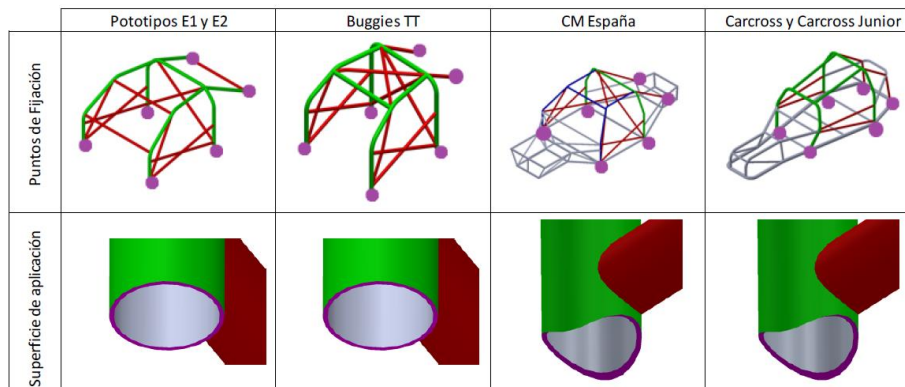 Pototipos E1 y E2
Buggies TT
CM España
Carcross y Carcross Junior
Puntos de Fijación
Superficie de aplicación